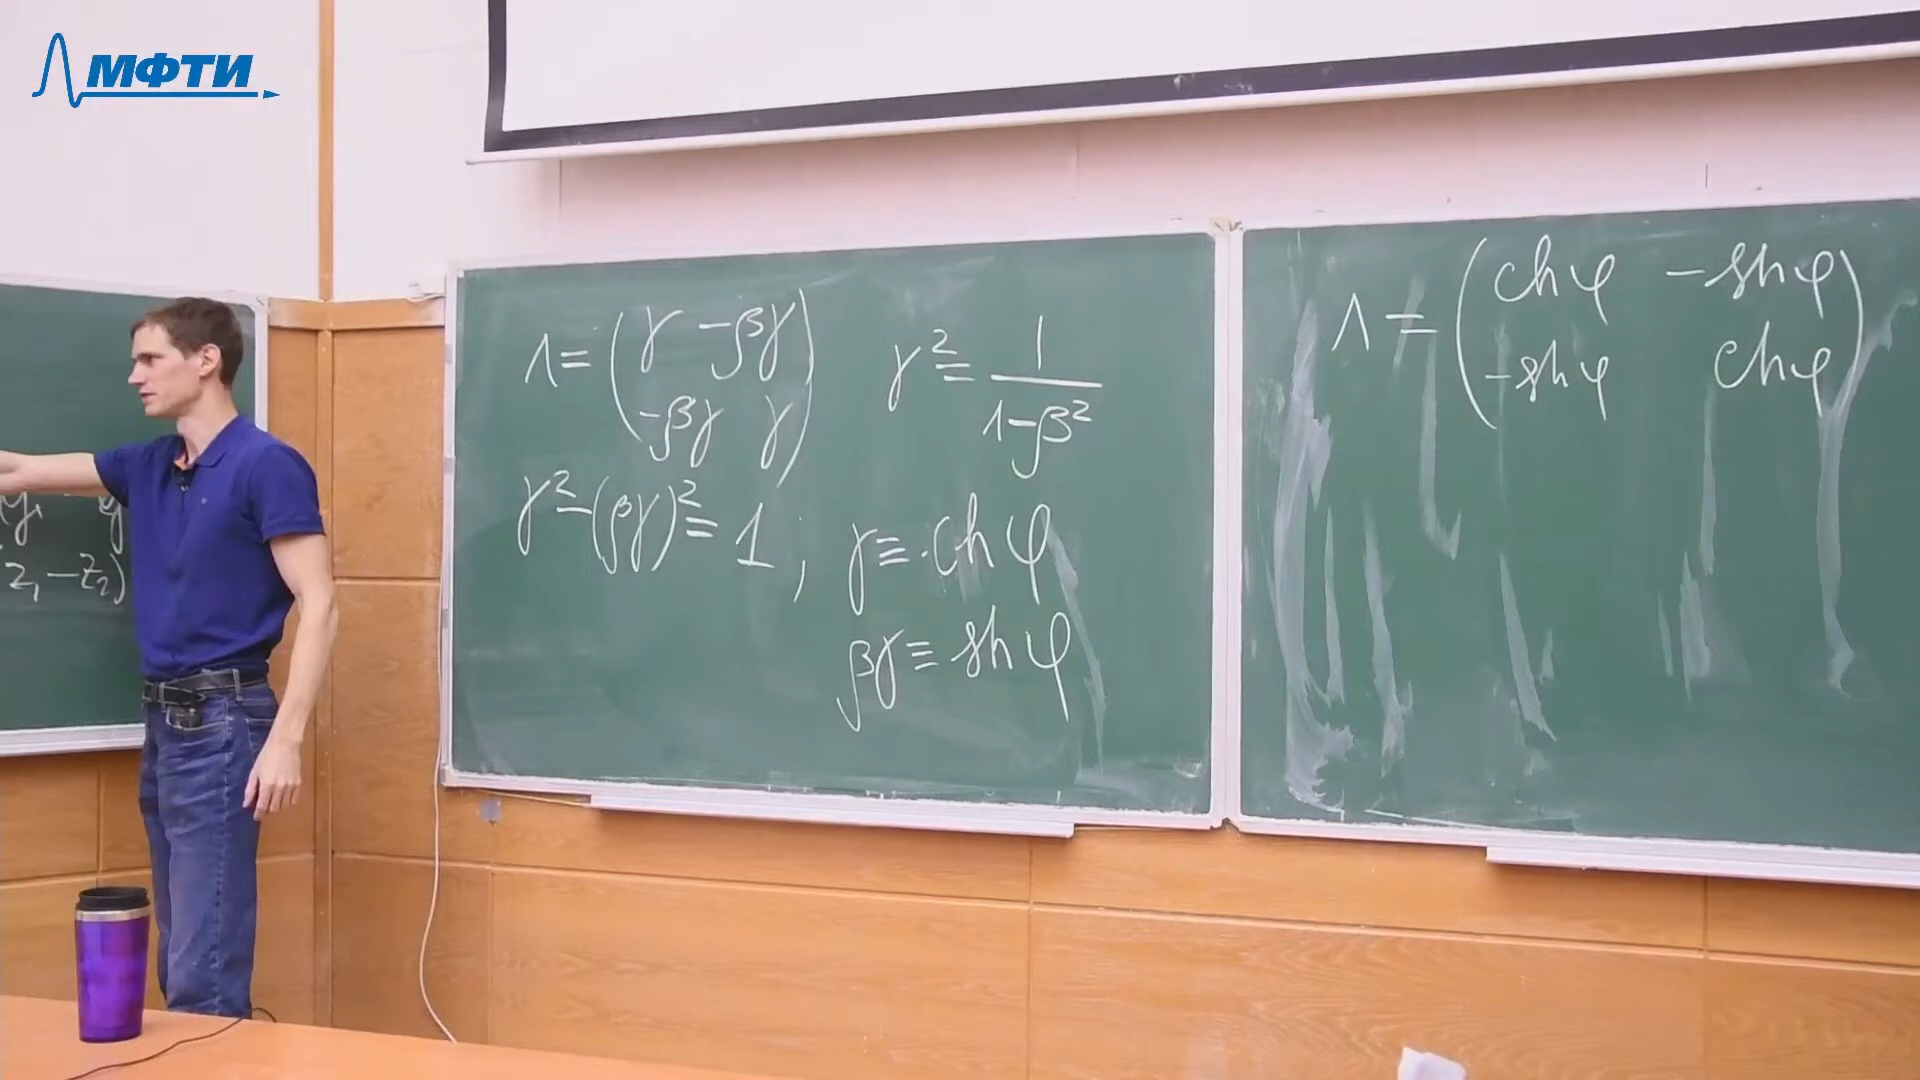 МФТИ
z₁ − z₂)
Λ = (γ −βγ
−βγ γ)
γ² = 1/(1−β²)
γ² − (βγ)² = 1 ; γ ≡ ch φ
βγ ≡ sh φ
Λ = (ch φ −sh φ
−sh φ ch φ)